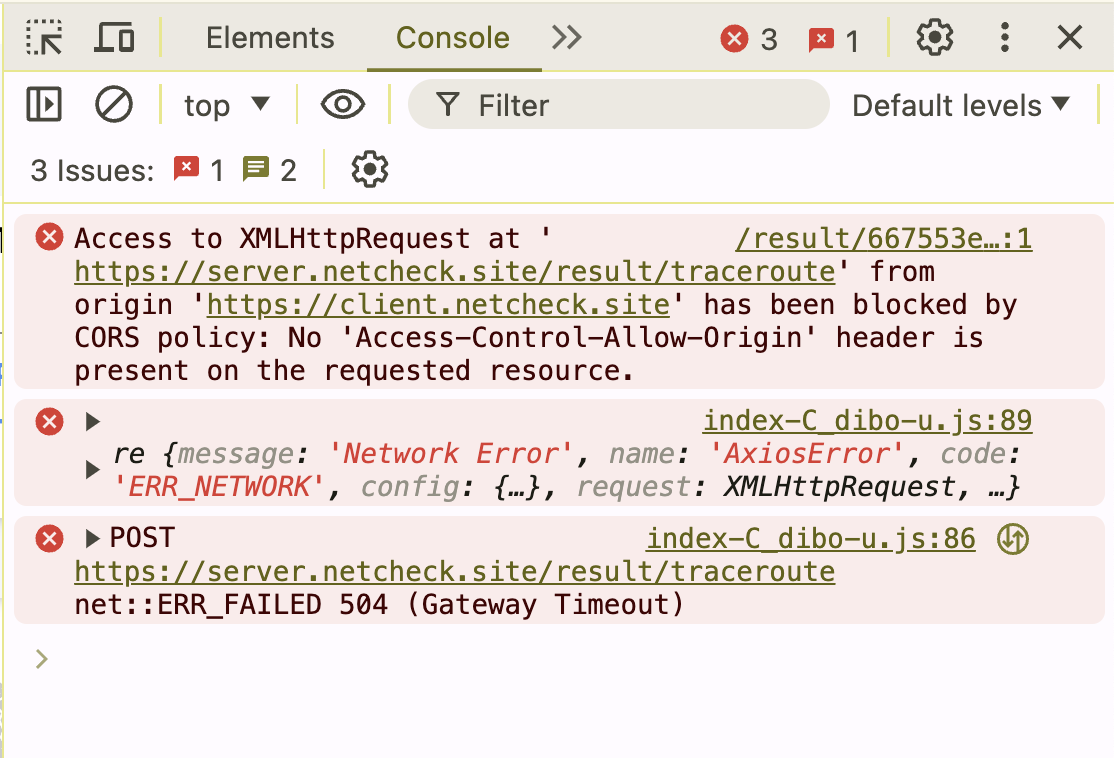 Elements Console 3 1
top Filter Default levels
3 Issues: 1 2
Access to XMLHttpRequest at ' /result/667553e…:1
https://server.netcheck.site/result/traceroute' from
origin 'https://client.netcheck.site' has been blocked by
CORS policy: No 'Access-Control-Allow-Origin' header is
present on the requested resource.
index-C_dibo-u.js:89
re {message: 'Network Error', name: 'AxiosError', code:
'ERR_NETWORK', config: {…}, request: XMLHttpRequest, …}
POST index-C_dibo-u.js:86
https://server.netcheck.site/result/traceroute
net::ERR_FAILED 504 (Gateway Timeout)